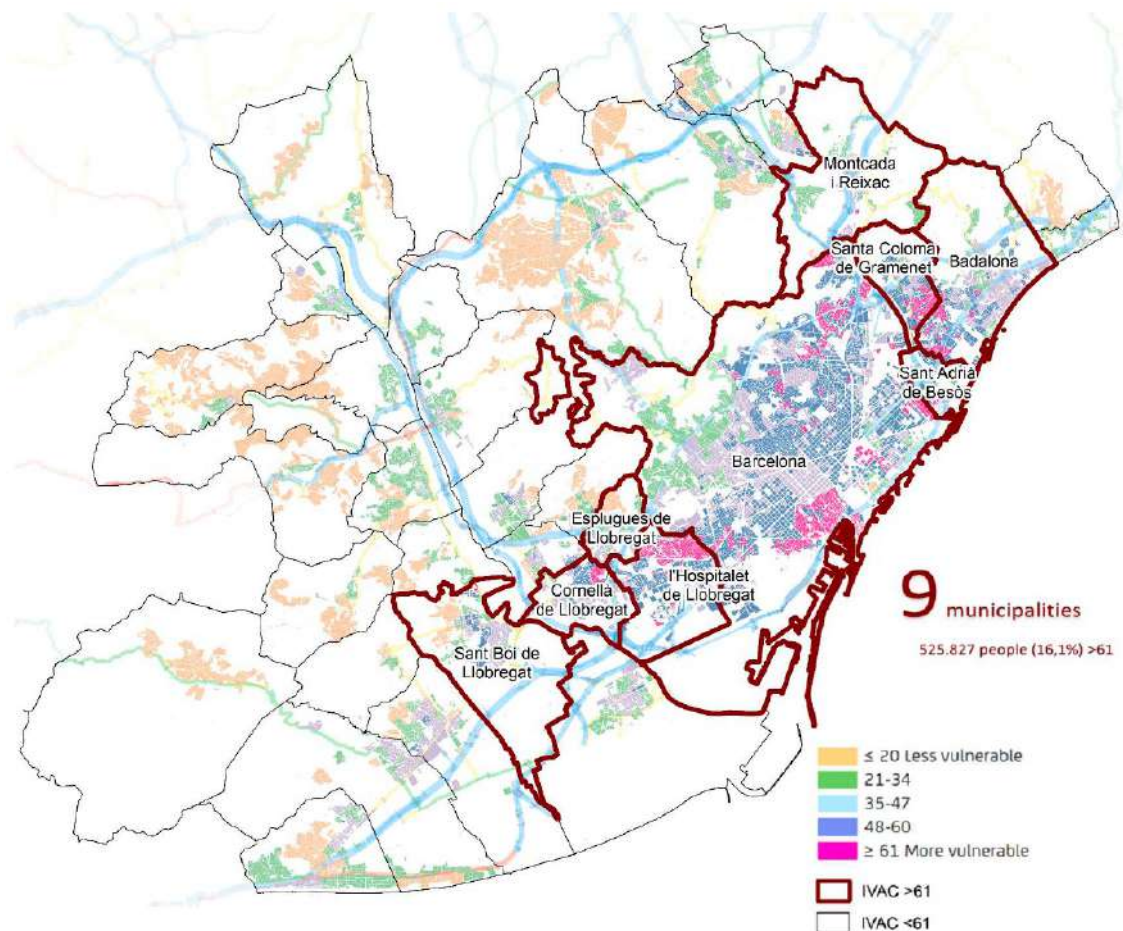 Montcada
i Reixac
Santa Coloma
de Gramenet
Badalona
Sant Adrià
de Besòs
Barcelona
Esplugues de
Llobregat
l'Hospitalet
de Llobregat
Cornellà
de Llobregat
Sant Boi de
Llobregat
9 municipalities
525.827 people (16,1%) >61
≤ 20 Less vulnerable
21-34
35-47
48-60
≥ 61 More vulnerable
IVAC >61
IVAC <61